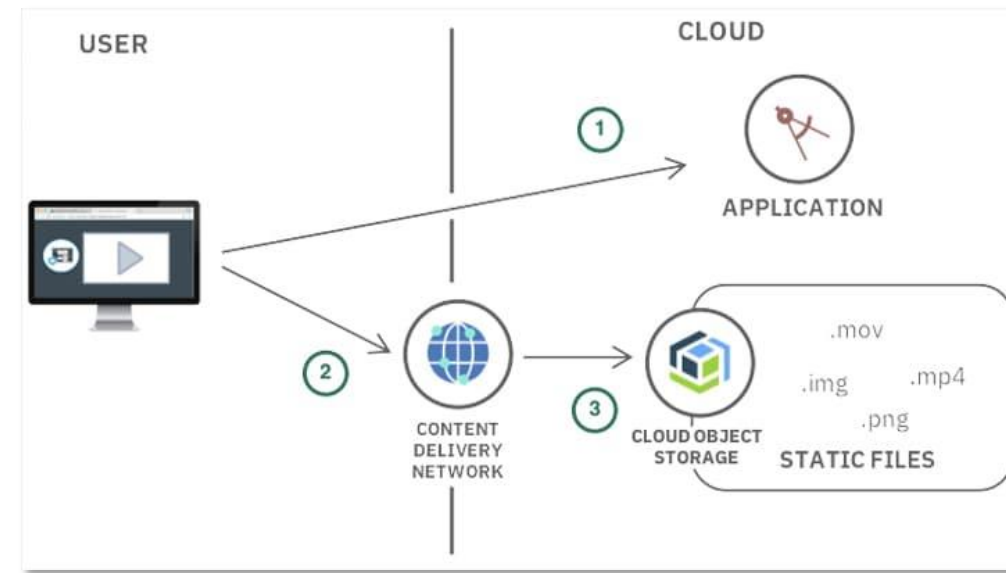 USER
CLOUD
1
APPLICATION
2
CONTENT
DELIVERY
NETWORK
3
CLOUD OBJECT
STORAGE
.mov
.img
.mp4
.png
STATIC FILES